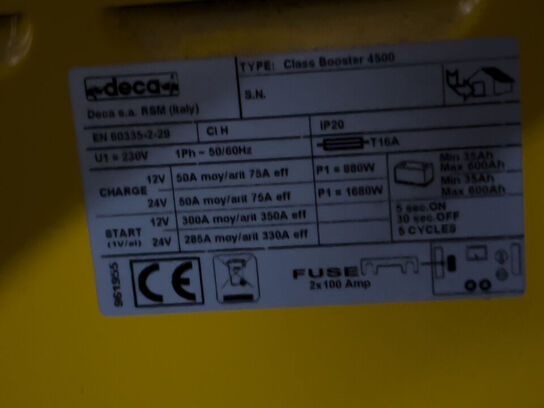 deca
Deca s.a. RSM (Italy)
TYPE: Class Booster 4500
S.N.
EN 60335-2-29
Cl H
IP20
U1 = 230V
1Ph ~ 50/60Hz
T16A
CHARGE
12V
50A moy/arit 75A eff
P1 = 880W
24V
50A moy/arit 75A eff
P1 = 1680W
Min 35Ah
Max 600Ah
Min 35Ah
Max 600Ah
START
(1V/el)
12V
300A moy/arit 350A eff
24V
285A moy/arit 330A eff
5 sec.ON
30 sec.OFF
5 CYCLES
961955
CE
FUSE
2x100 Amp